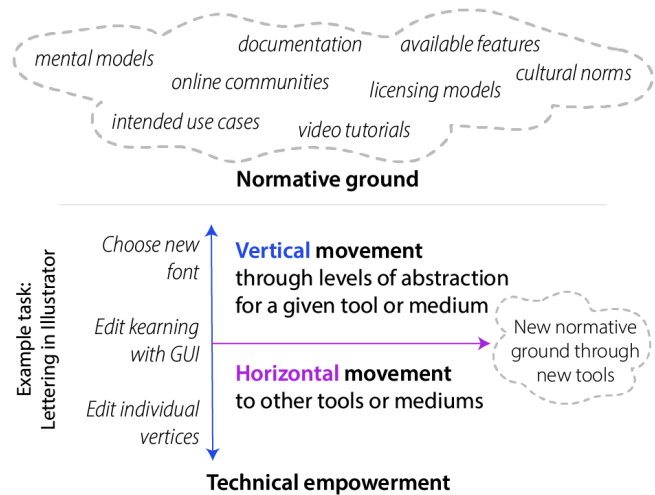 mental models
documentation
available features
online communities
licensing models
cultural norms
intended use cases
video tutorials
Normative ground
Example task:
Lettering in Illustrator
Choose new
font
Edit kearning
with GUI
Edit individual
vertices
Vertical movement
through levels of abstraction
for a given tool or medium
Horizontal movement
to other tools or mediums
New normative
ground through
new tools
Technical empowerment